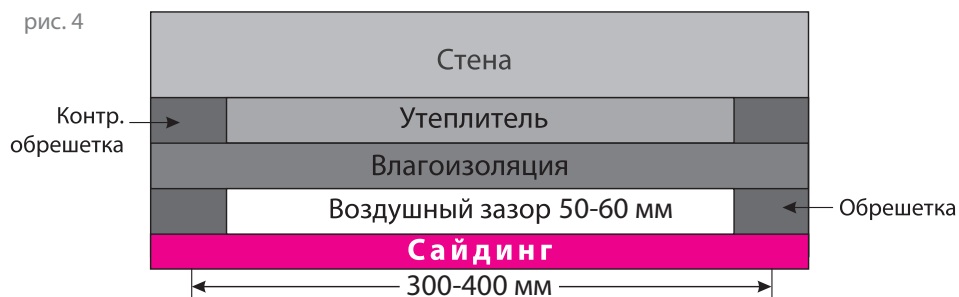 рис. 4
Стена
Контр.
обрешетка
Утеплитель
Влагоизоляция
Воздушный зазор 50-60 мм
Обрешетка
Сайдинг
300-400 мм